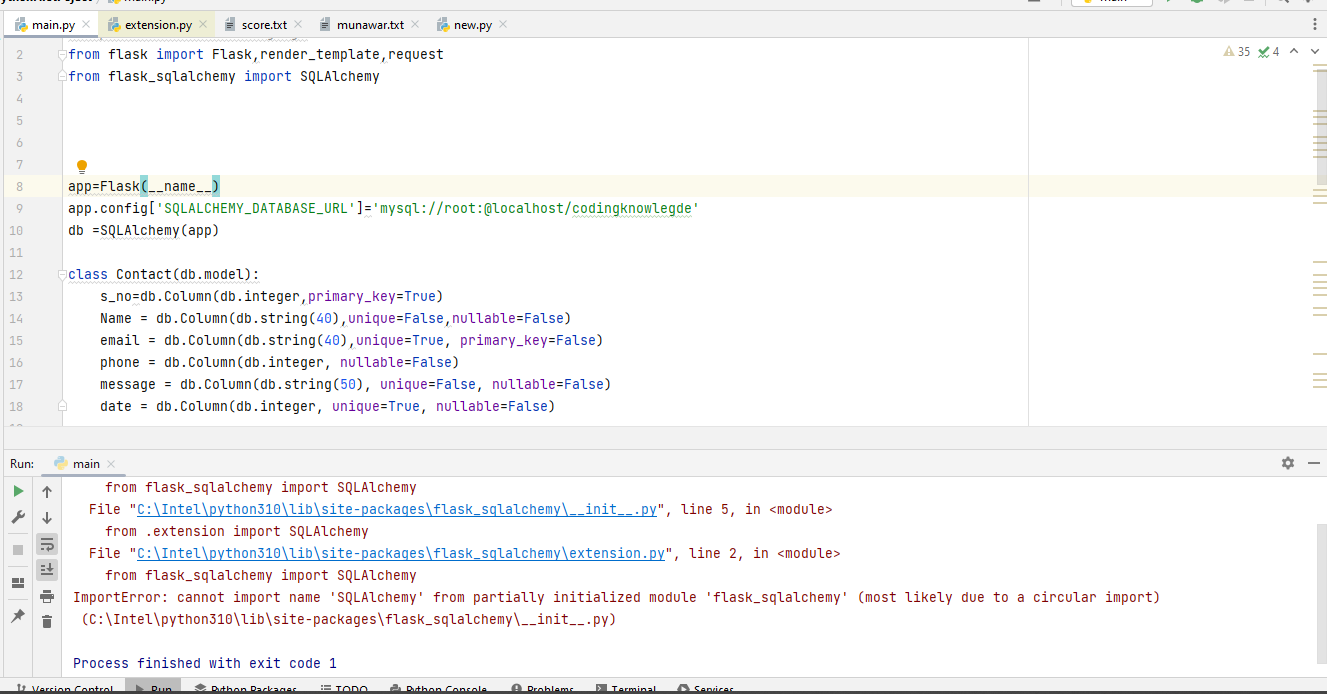 main.py
main
main.py extension.py score.txt munawar.txt new.py
35 4
2 from flask import Flask,render_template,request
3 from flask_sqlalchemy import SQLAlchemy
4
5
6
7
8 app=Flask(__name__)
9 app.config['SQLALCHEMY_DATABASE_URL']='mysql://root:@localhost/codingknowlegde'
10 db =SQLAlchemy(app)
11
12 class Contact(db.model):
13 s_no=db.Column(db.integer,primary_key=True)
14 Name = db.Column(db.string(40),unique=False,nullable=False)
15 email = db.Column(db.string(40),unique=True, primary_key=False)
16 phone = db.Column(db.integer, nullable=False)
17 message = db.Column(db.string(50), unique=False, nullable=False)
18 date = db.Column(db.integer, unique=True, nullable=False)
Run: main
from flask_sqlalchemy import SQLAlchemy
File "C:\Intel\python310\lib\site-packages\flask_sqlalchemy\__init__.py", line 5, in <module>
from .extension import SQLAlchemy
File "C:\Intel\python310\lib\site-packages\flask_sqlalchemy\extension.py", line 2, in <module>
from flask_sqlalchemy import SQLAlchemy
ImportError: cannot import name 'SQLAlchemy' from partially initialized module 'flask_sqlalchemy' (most likely due to a circular import)
(C:\Intel\python310\lib\site-packages\flask_sqlalchemy\__init__.py)
Process finished with exit code 1
Version Control Run Python Packages TODO Python Console Problems Terminal Services